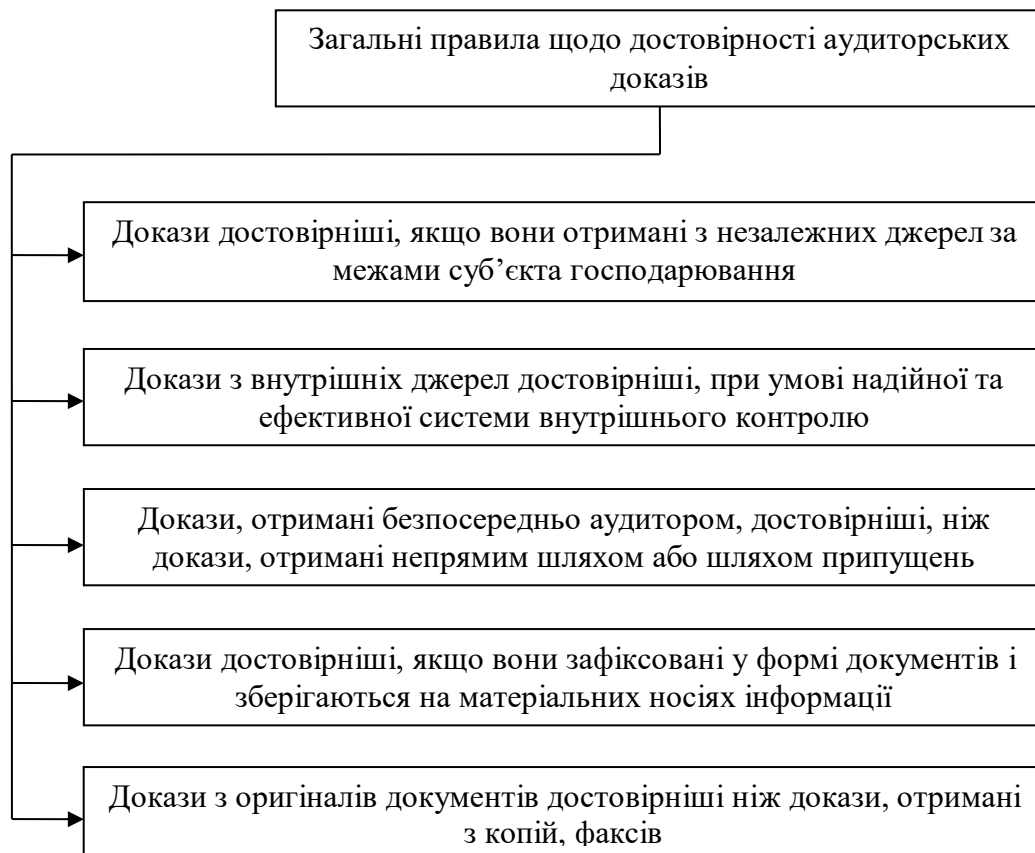 Загальні правила щодо достовірності аудиторських
доказів
Докази достовірніші, якщо вони отримані з незалежних джерел за
межами суб’єкта господарювання
Докази з внутрішніх джерел достовірніші, при умові надійної та
ефективної системи внутрішнього контролю
Докази, отримані безпосередньо аудитором, достовірніші, ніж
докази, отримані непрямим шляхом або шляхом припущень
Докази достовірніші, якщо вони зафіксовані у формі документів і
зберігаються на матеріальних носіях інформації
Докази з оригіналів документів достовірніші ніж докази, отримані
з копій, факсів